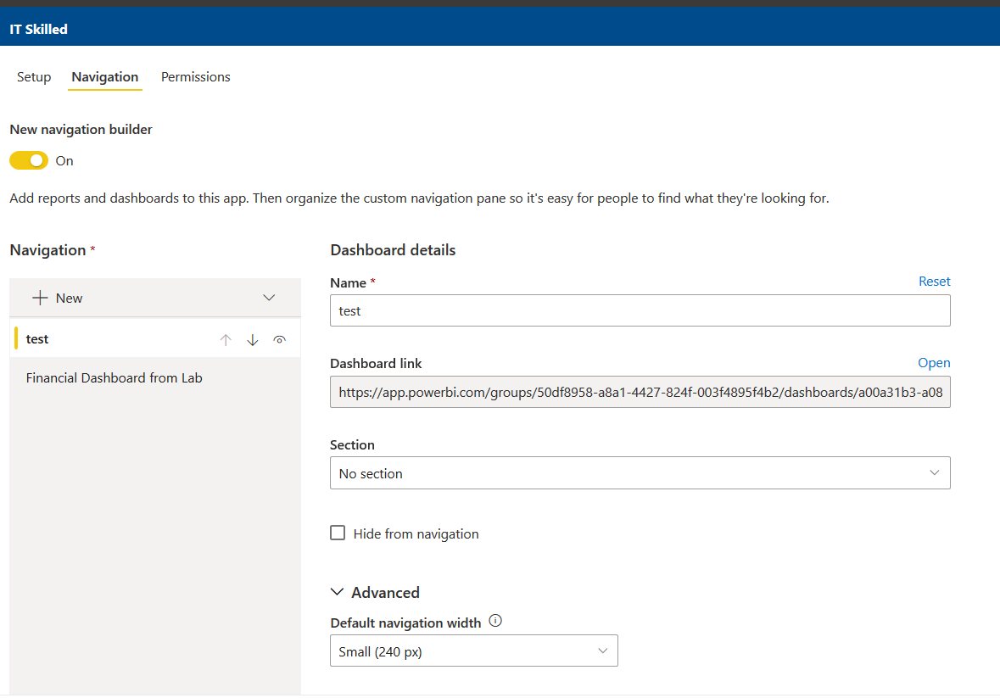 IT Skilled
Setup Navigation Permissions
New navigation builder
On
Add reports and dashboards to this app. Then organize the custom navigation pane so it's easy for people to find what they're looking for.
Navigation *
New
test
Financial Dashboard from Lab
Dashboard details
Name * Reset
test
Dashboard link Open
https://app.powerbi.com/groups/50df8958-a8a1-4427-824f-003f4895f4b2/dashboards/a00a31b3-a08
Section
No section
Hide from navigation
Advanced
Default navigation width
Small (240 px)